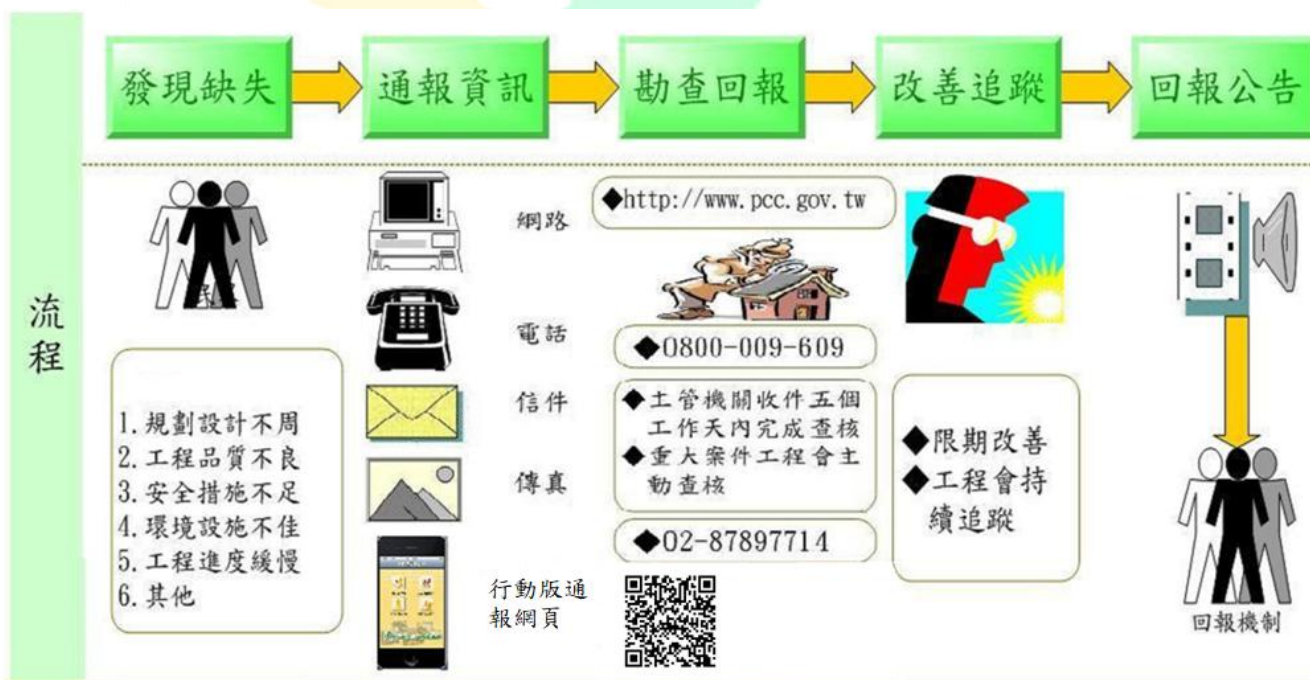 流程
發現缺失
通報資訊
勘查回報
改善追蹤
回報公告
1.規劃設計不周
2.工程品質不良
3.安全措施不足
4.環境設施不佳
5.工程進度緩慢
6.其他
網路
電話
信件
傳真
行動版通
報網頁
◆http://www.pcc.gov.tw
◆0800-009-609
◆主管機關收件五個
工作天內完成查核
◆重大案件工程會主
動查核
◆02-87897714
◆限期改善
◆工程會持
續追蹤
回報機制